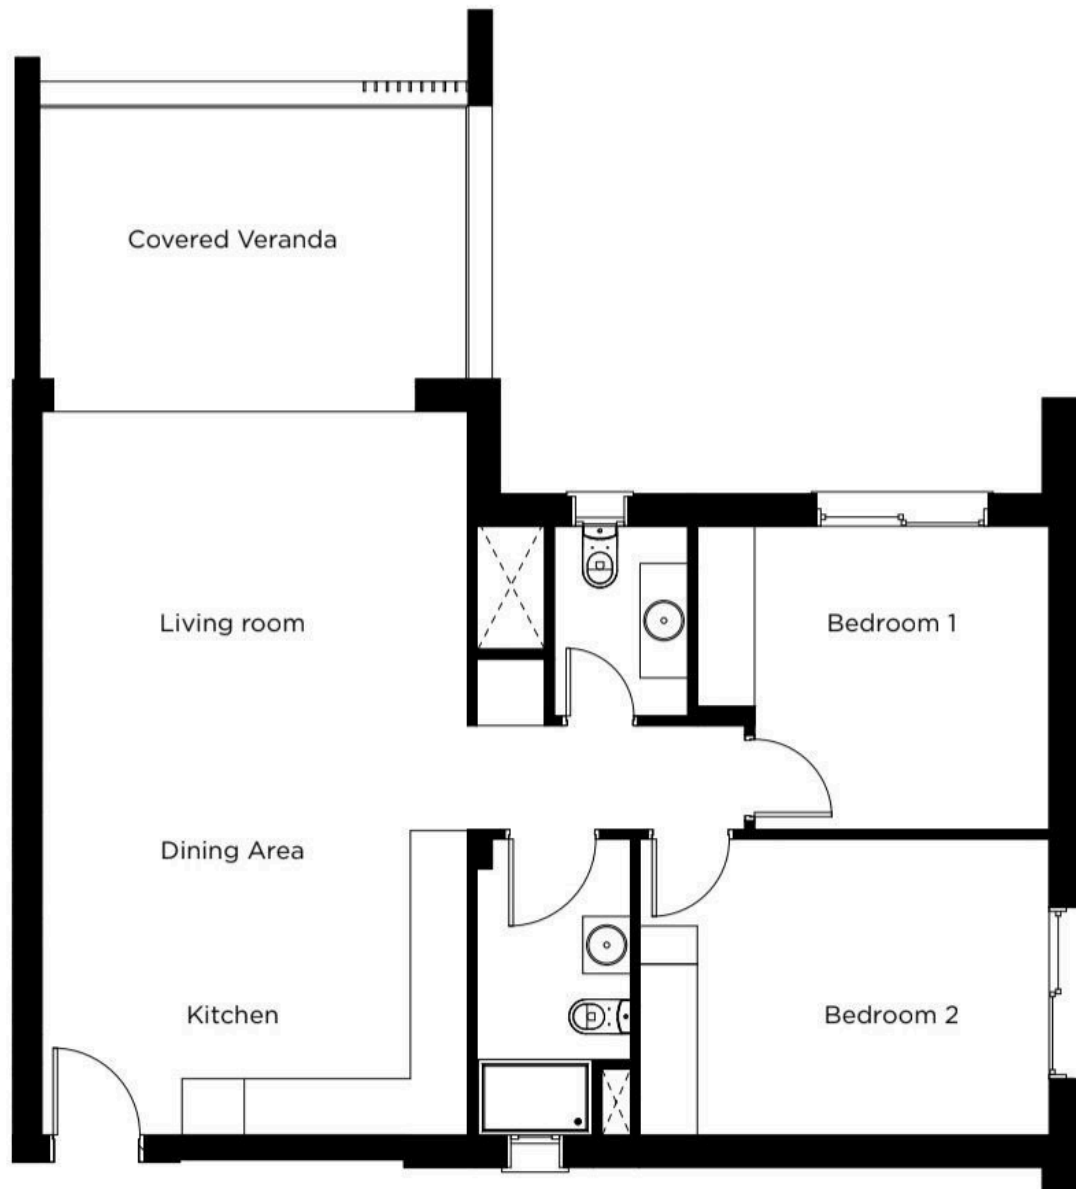 Covered Veranda
Living room
Bedroom 1
Dining Area
Kitchen
Bedroom 2